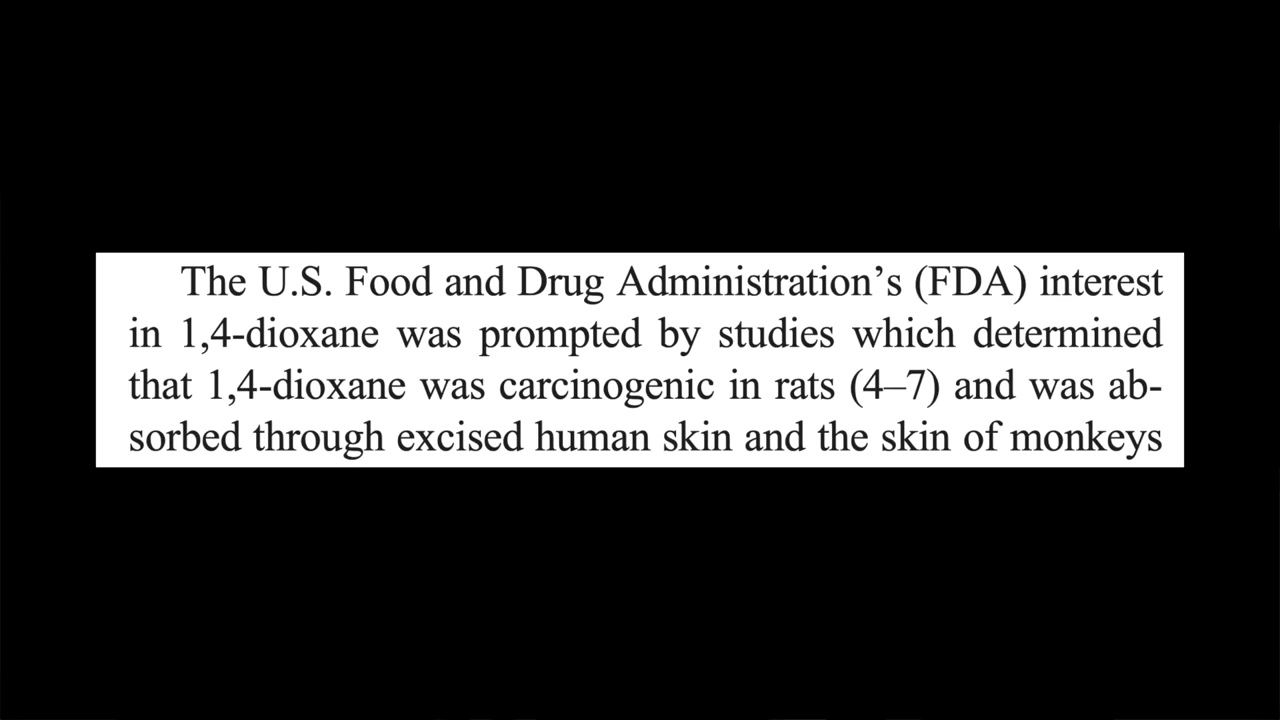 The U.S. Food and Drug Administration’s (FDA) interest
in 1,4-dioxane was prompted by studies which determined
that 1,4-dioxane was carcinogenic in rats (4–7) and was ab-
sorbed through excised human skin and the skin of monkeys